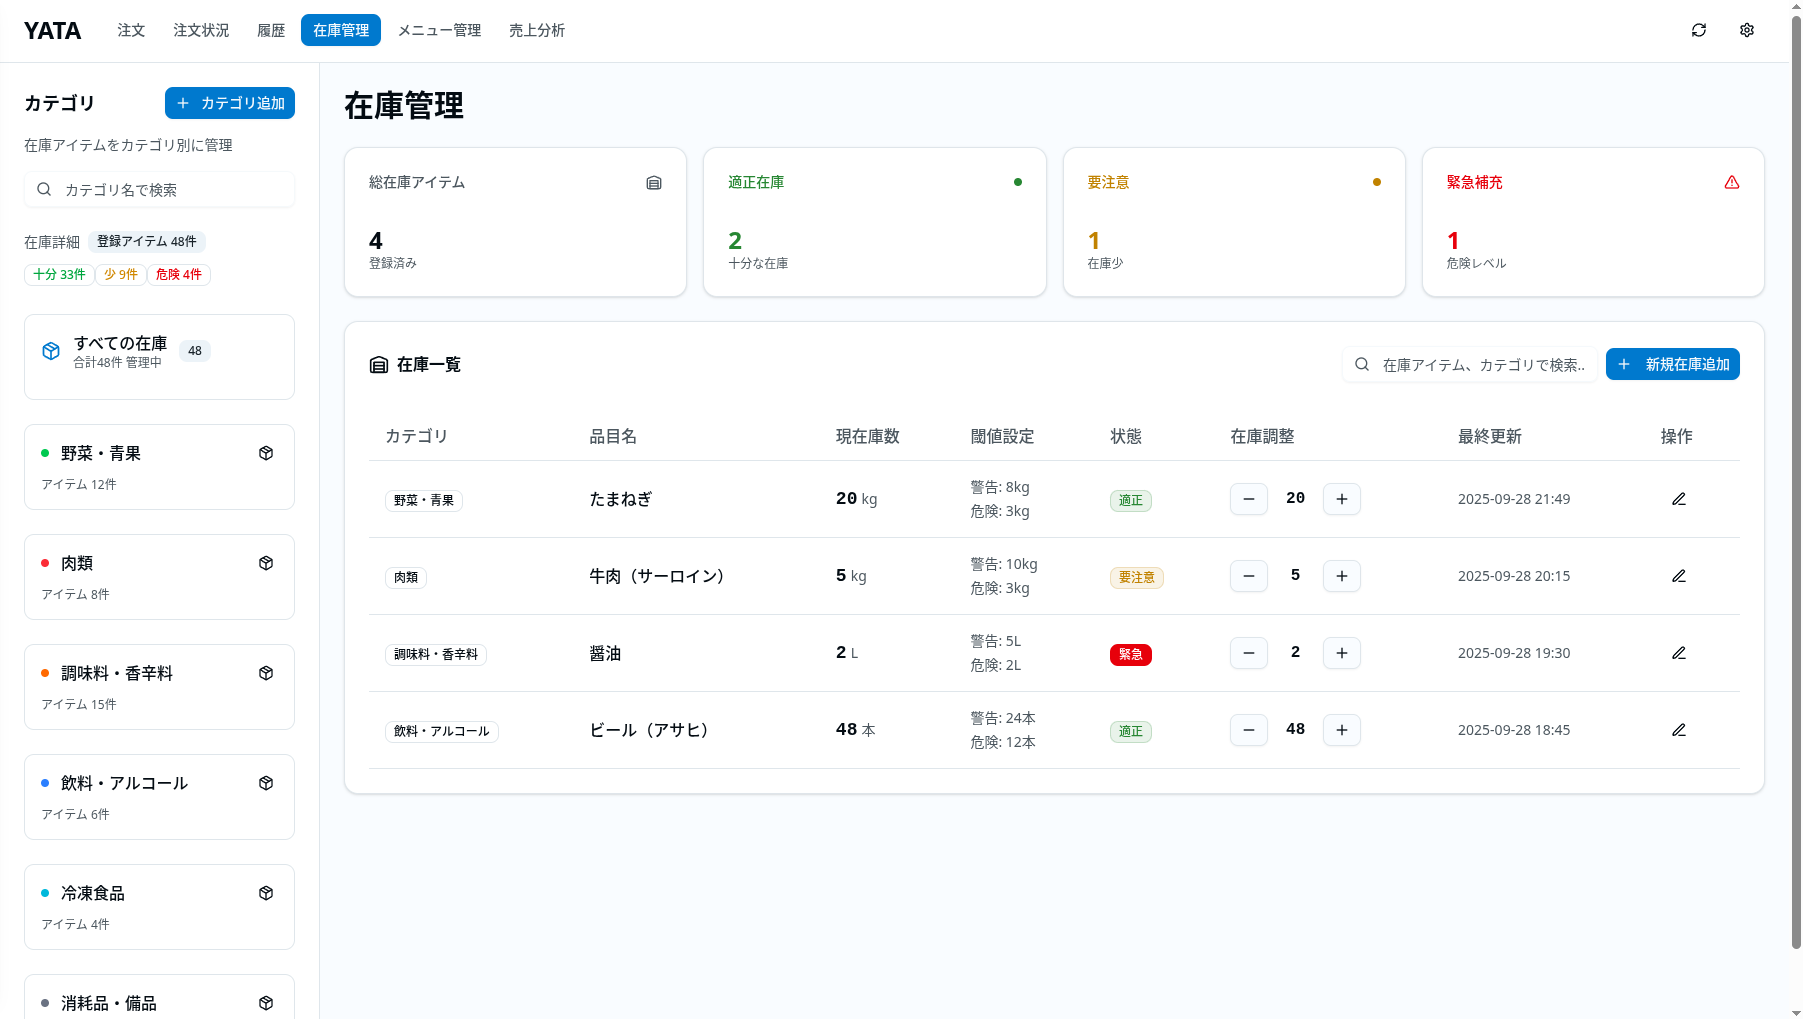 YATA 注文 注文状況 履歴 在庫管理 メニュー管理 売上分析
カテゴリ
カテゴリ追加
在庫アイテムをカテゴリ別に管理
カテゴリ名で検索
在庫詳細 登録アイテム 48件
十分 33件 少 9件 危険 4件
すべての在庫
合計48件 管理中
48
野菜・青果
アイテム 12件
肉類
アイテム 8件
調味料・香辛料
アイテム 15件
飲料・アルコール
アイテム 6件
冷凍食品
アイテム 4件
消耗品・備品
在庫管理
総在庫アイテム
4
登録済み
適正在庫
2
十分な在庫
要注意
1
在庫少
緊急補充
1
危険レベル
在庫一覧
在庫アイテム、カテゴリで検索..
新規在庫追加
カテゴリ 品目名 現在庫数 閾値設定 状態 在庫調整 最終更新 操作
野菜・青果 たまねぎ 20 kg 警告: 8kg 適正 20 2025-09-28 21:49
危険: 3kg
肉類 牛肉（サーロイン） 5 kg 警告: 10kg 要注意 5 2025-09-28 20:15
危険: 3kg
調味料・香辛料 醤油 2 L 警告: 5L 緊急 2 2025-09-28 19:30
危険: 2L
飲料・アルコール ビール（アサヒ） 48 本 警告: 24本 適正 48 2025-09-28 18:45
危険: 12本